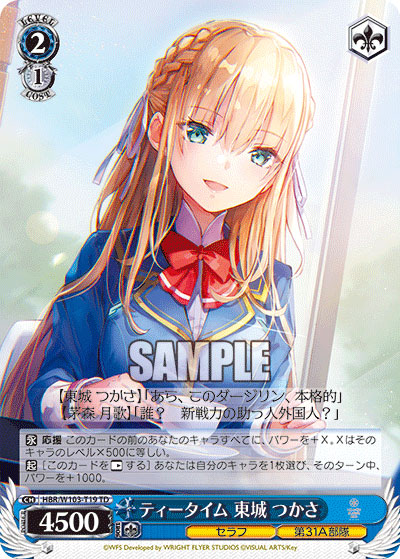 LEVEL
2
1
COST
SAMPLE
【東城 つかさ】「あら、このダージリン、本格的」
【茅森 月歌】「誰?　新戦力の助っ人外国人?」
永 応援 このカードの前のあなたのキャラすべてに、パワーを+X。Xはそ
のキャラのレベル×500に等しい。
起 [このカードを する] あなたは自分のキャラを1枚選び、そのターン中、
パワーを+1000。
CH HBR/W103-T19 TD
ティータイム 東城 つかさ
4500
セラフ
第31A部隊
©WFS Developed by WRIGHT FLYER STUDIOS ©VISUAL ARTS/Key